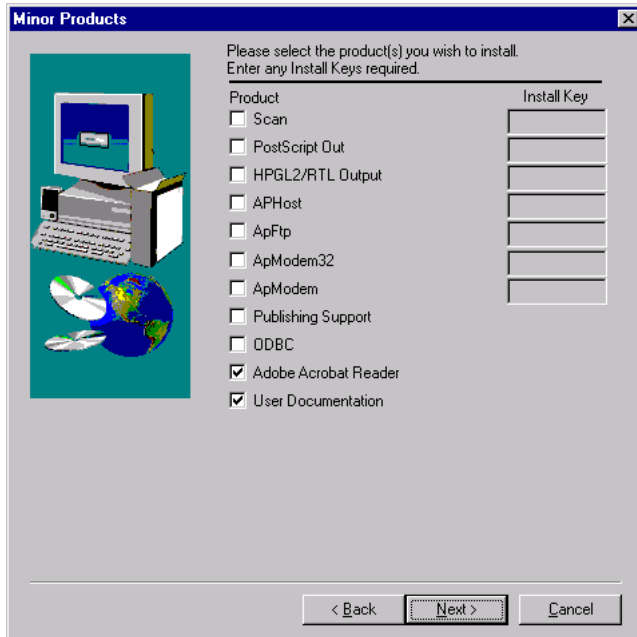 Minor Products
Please select the product(s) you wish to install.
Enter any Install Keys required.
Product Install Key
Scan
PostScript Out
HPGL2/RTL Output
APHost
ApFtp
ApModem32
ApModem
Publishing Support
ODBC
Adobe Acrobat Reader
User Documentation
< Back Next > Cancel